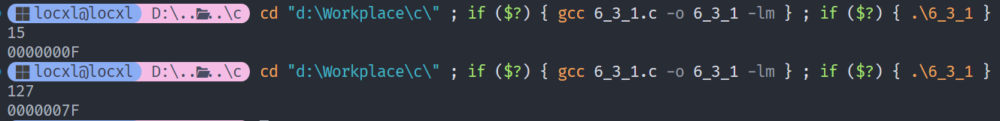 locxl@locxl D:\..\..\c cd "d:\Workplace\c\" ; if ($?) { gcc 6_3_1.c -o 6_3_1 -lm } ; if ($?) { .\6_3_1 }
15
0000000F
locxl@locxl D:\..\..\c cd "d:\Workplace\c\" ; if ($?) { gcc 6_3_1.c -o 6_3_1 -lm } ; if ($?) { .\6_3_1 }
127
0000007F